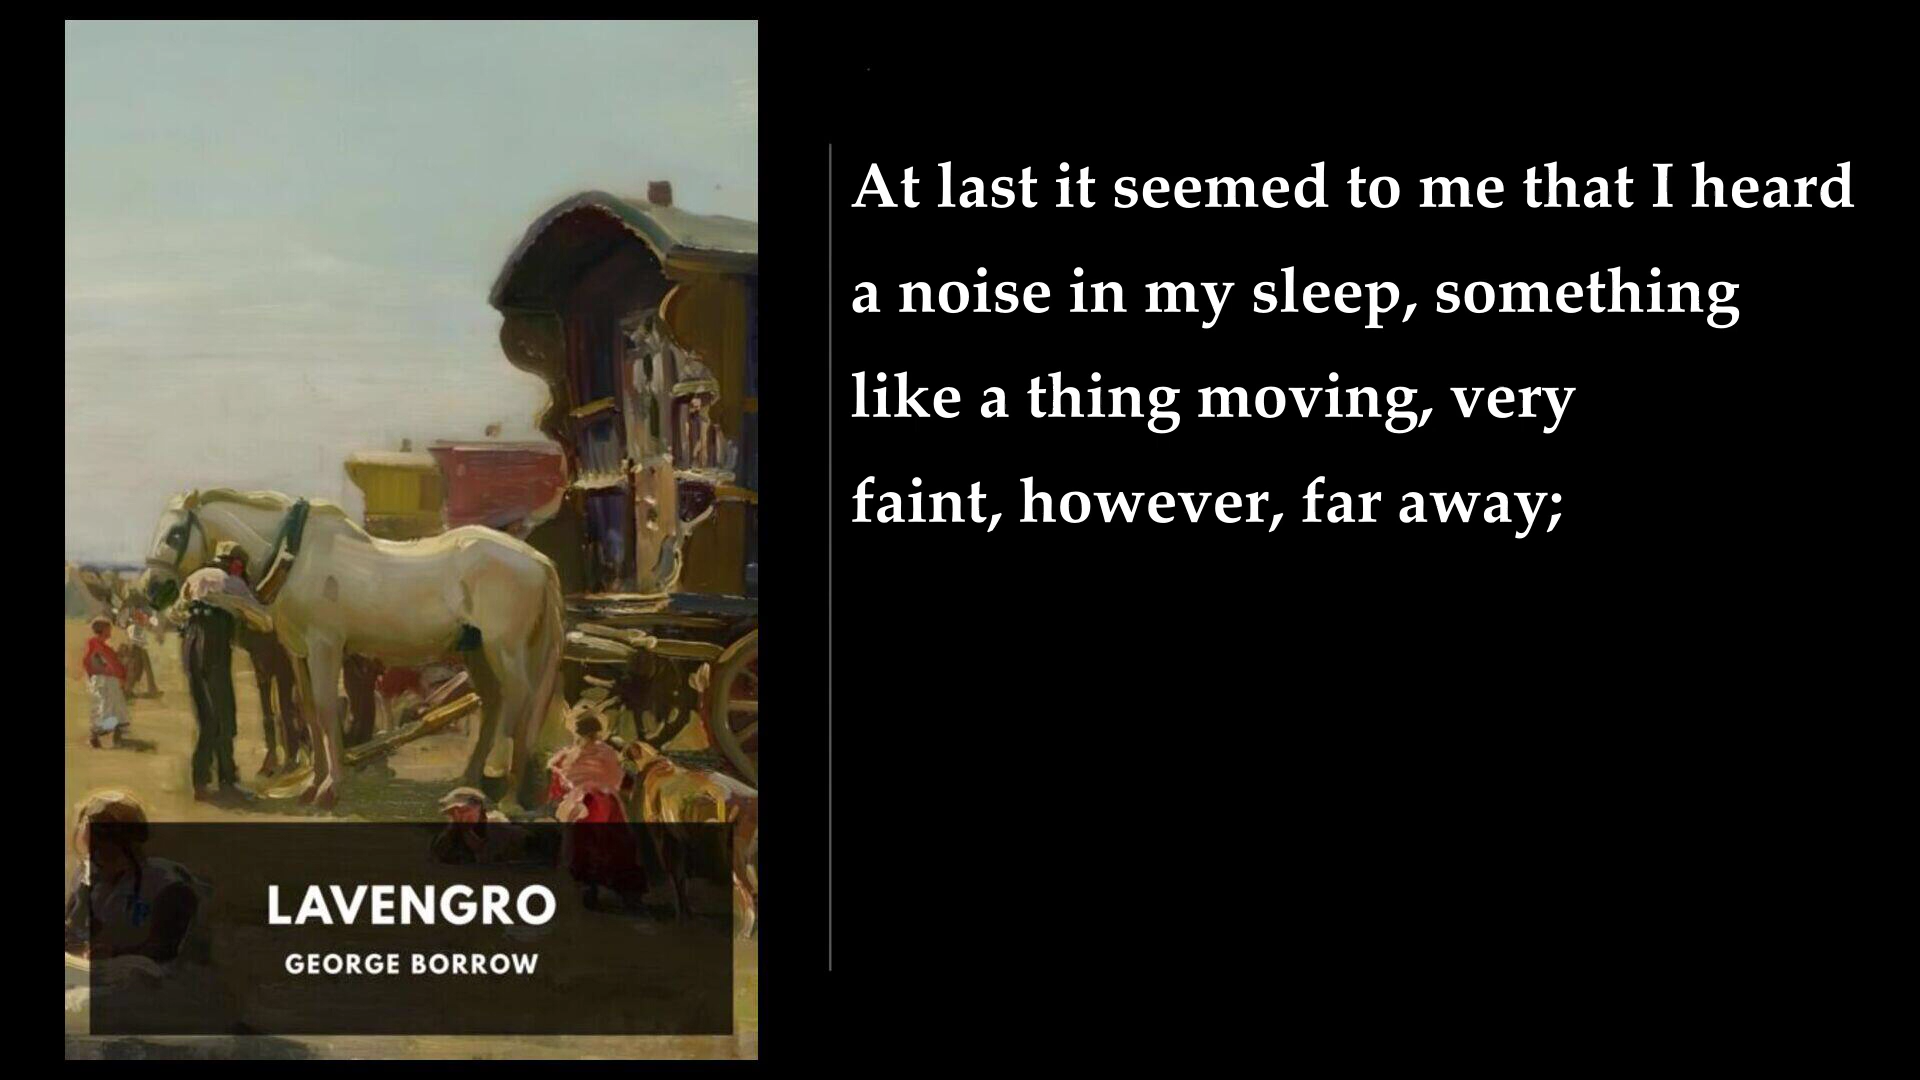 At last it seemed to me that I heard
a noise in my sleep, something
like a thing moving, very
faint, however, far away;
LAVENGRO
GEORGE BORROW